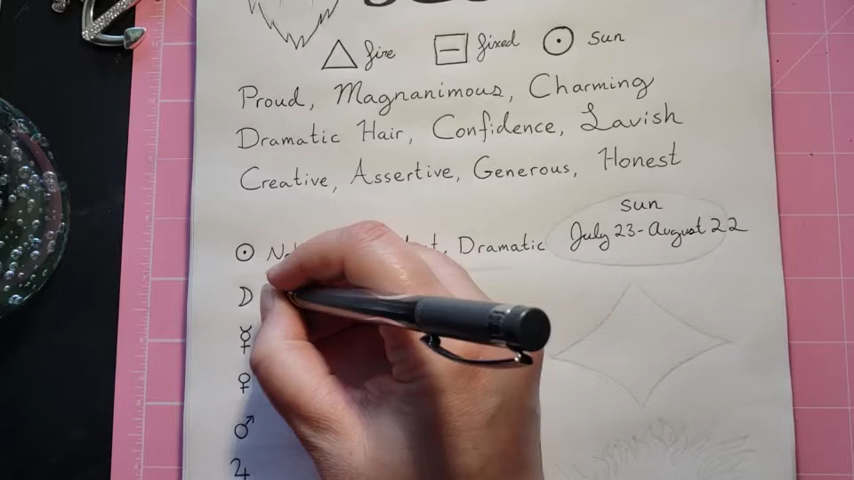 fire fixed Sun
Proud, Magnanimous, Charming
Dramatic Hair, Confidence, Lavish
Creative, Assertive, Generous, Honest
Sun
July 23-August 22
☉ Dramatic
☽
☿
♀
♂
♃